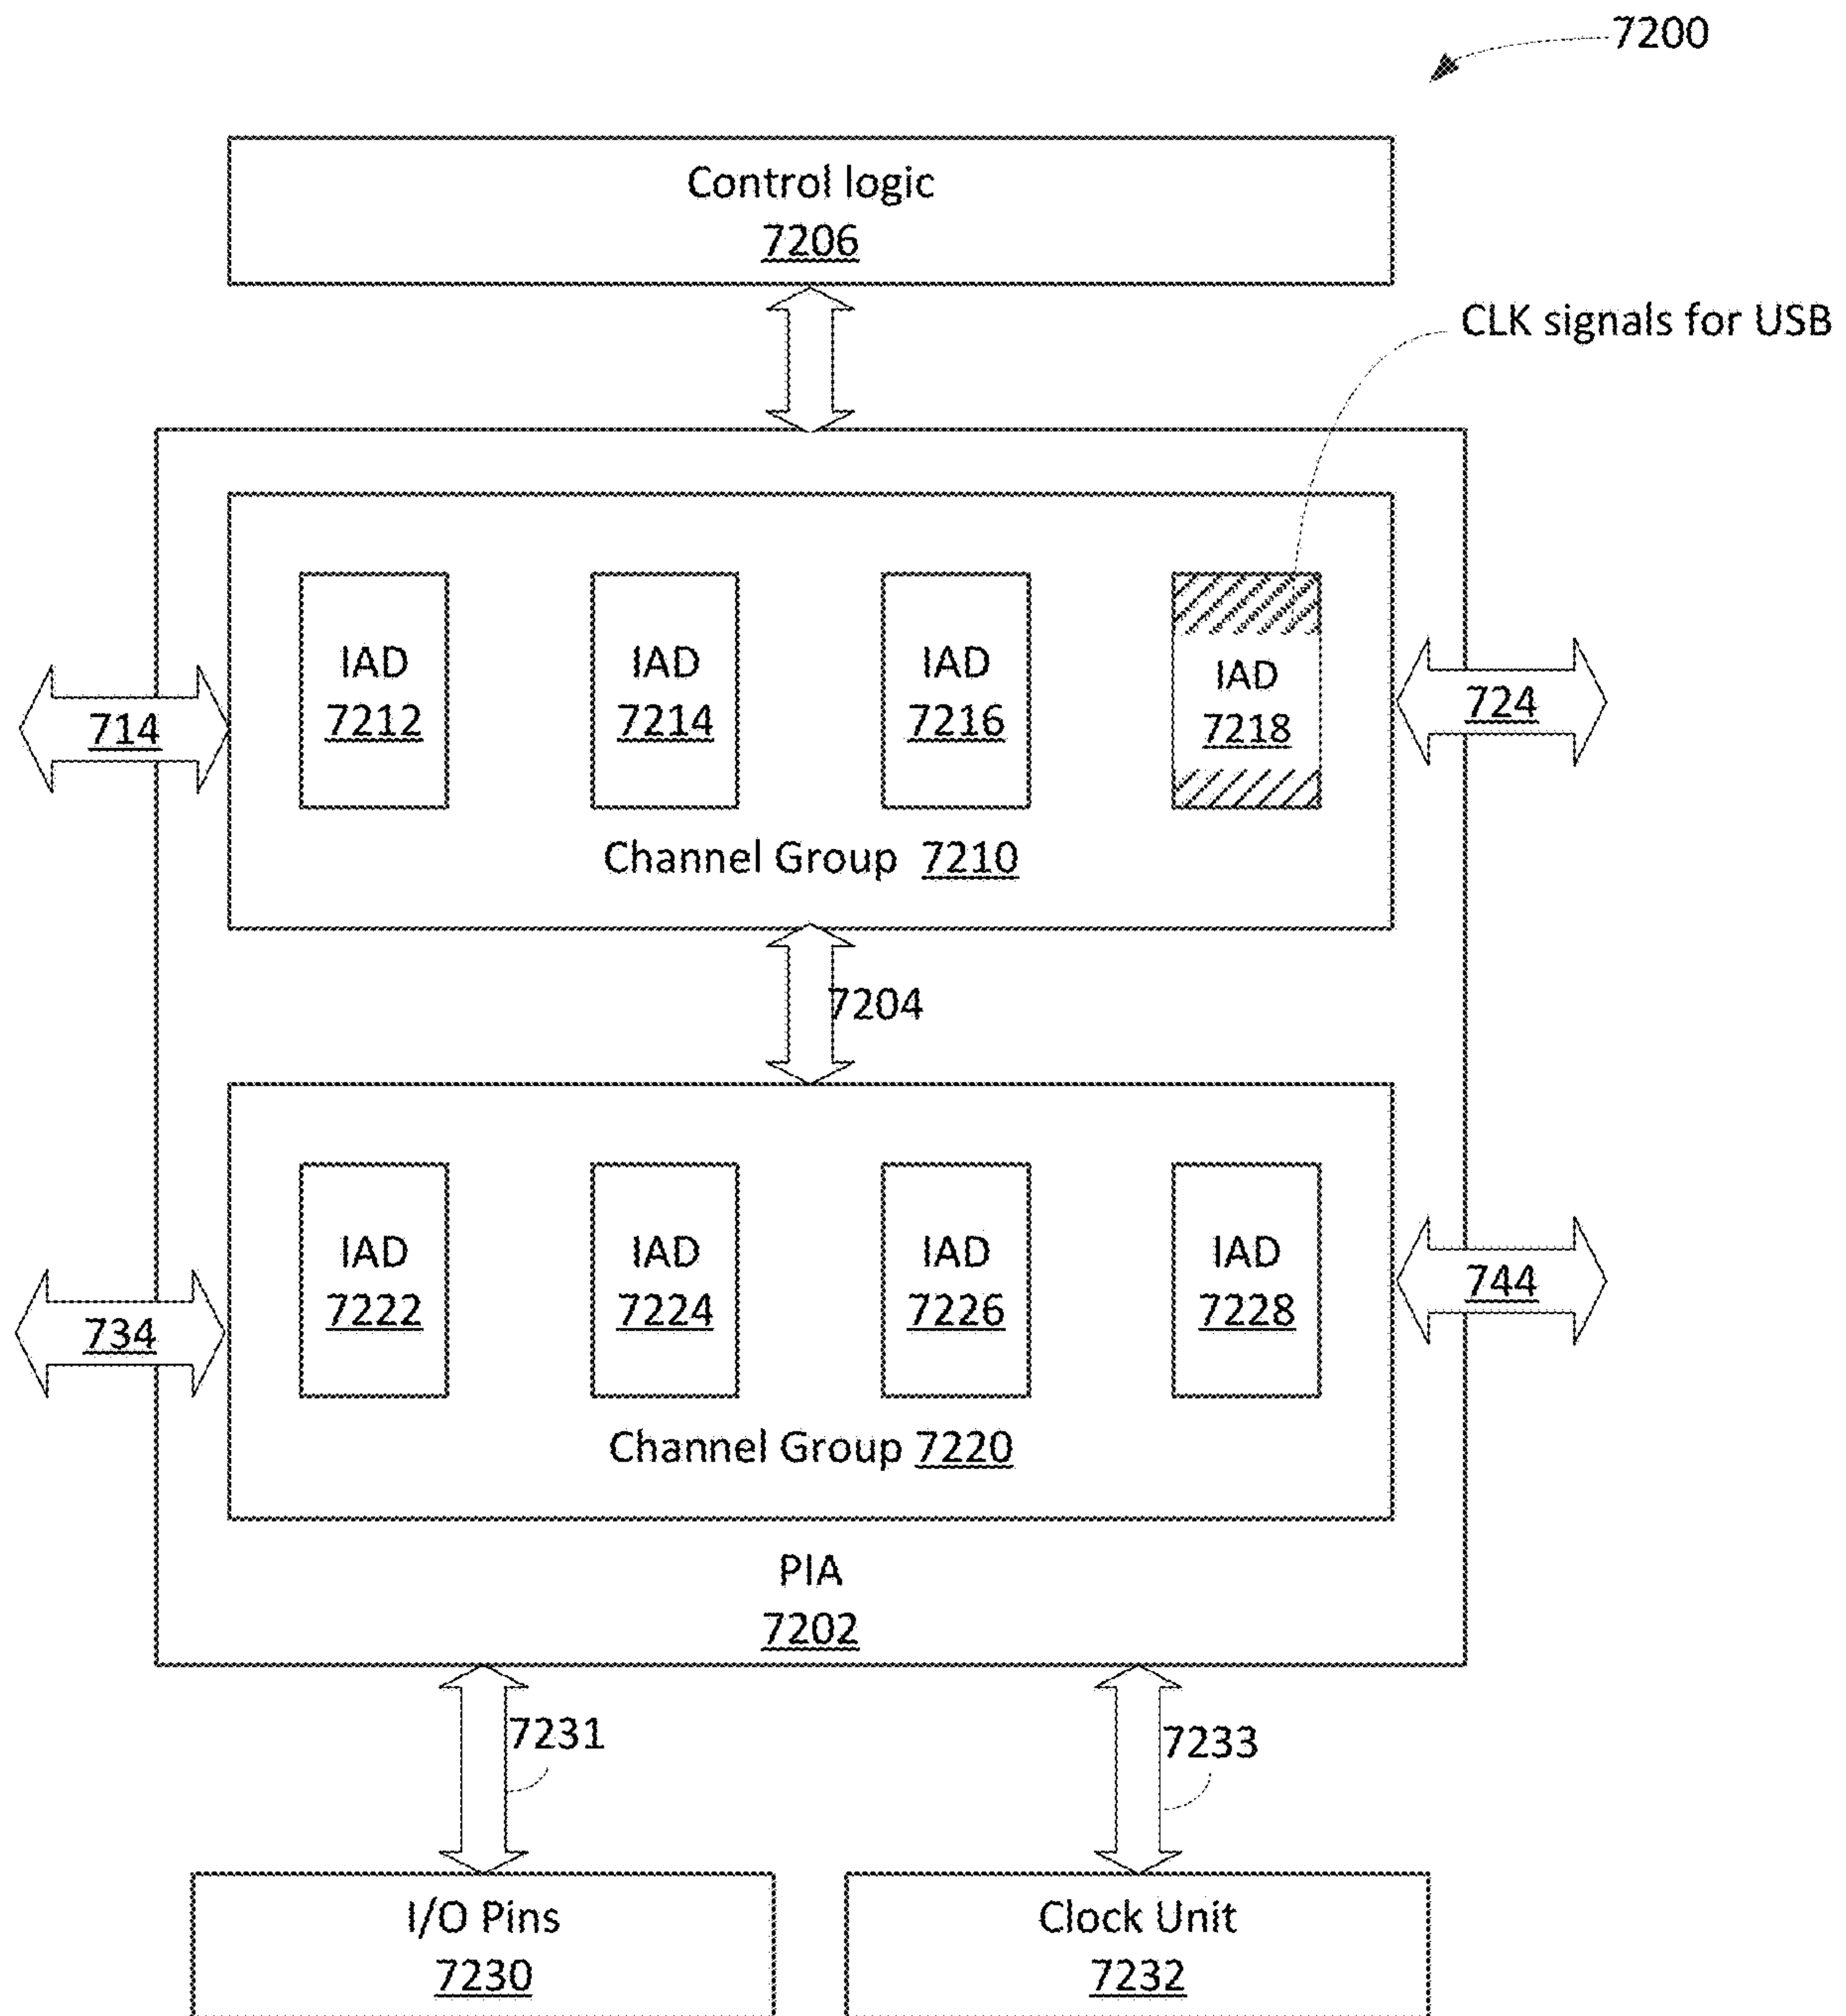 7200
Control logic
7206
CLK signals for USB
IAD
7212
IAD
7214
IAD
7216
IAD
7218
714
724
Channel Group 7210
7204
IAD
7222
IAD
7224
IAD
7226
IAD
7228
734
744
Channel Group 7220
PIA
7202
7231
7233
I/O Pins
7230
Clock Unit
7232